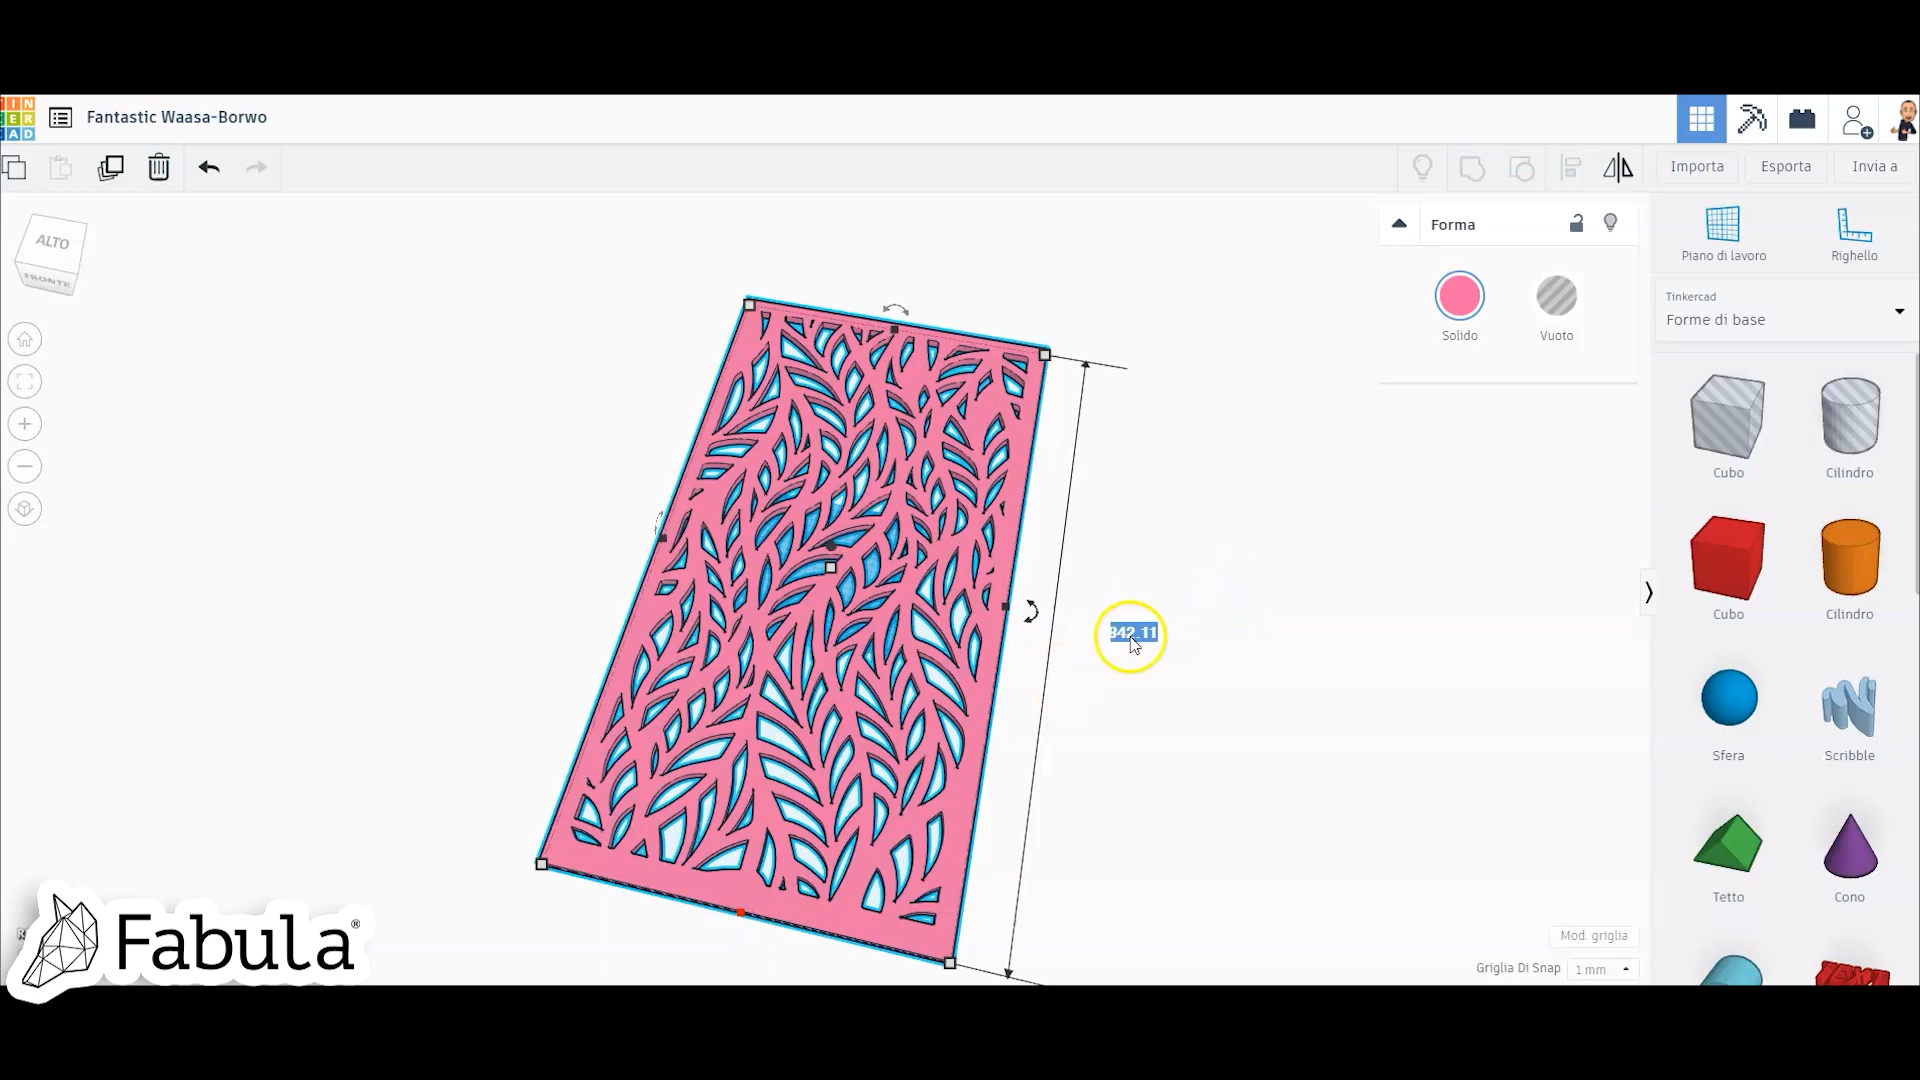 TIN
KER
CAD
Fantastic Waasa-Borwo
Importa
Esporta
Invia a
ALTO
FRONTE
Forma
Solido
Vuoto
Piano di lavoro
Righello
Tinkercad
Forme di base
Cubo
Cilindro
Cubo
Cilindro
842.11
Sfera
Scribble
Tetto
Cono
Mod. griglia
Griglia Di Snap
1 mm
Fabula®